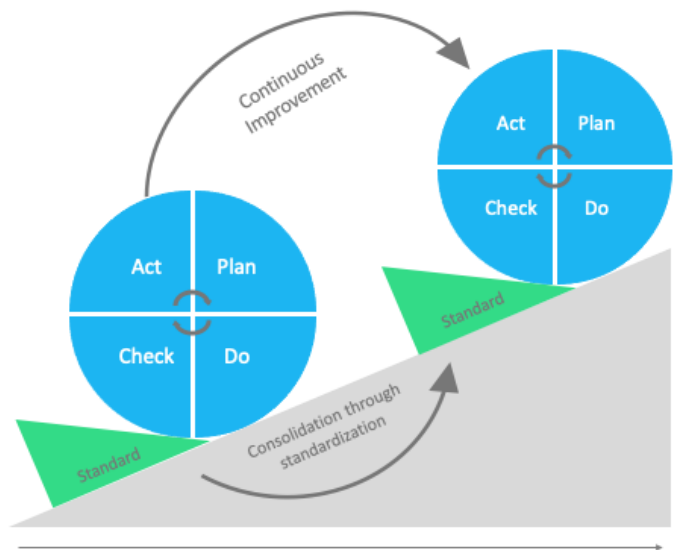 Continuous
Improvement
Act
Plan
Check
Do
Act
Plan
Check
Do
Standard
Standard
Consolidation through
standardization